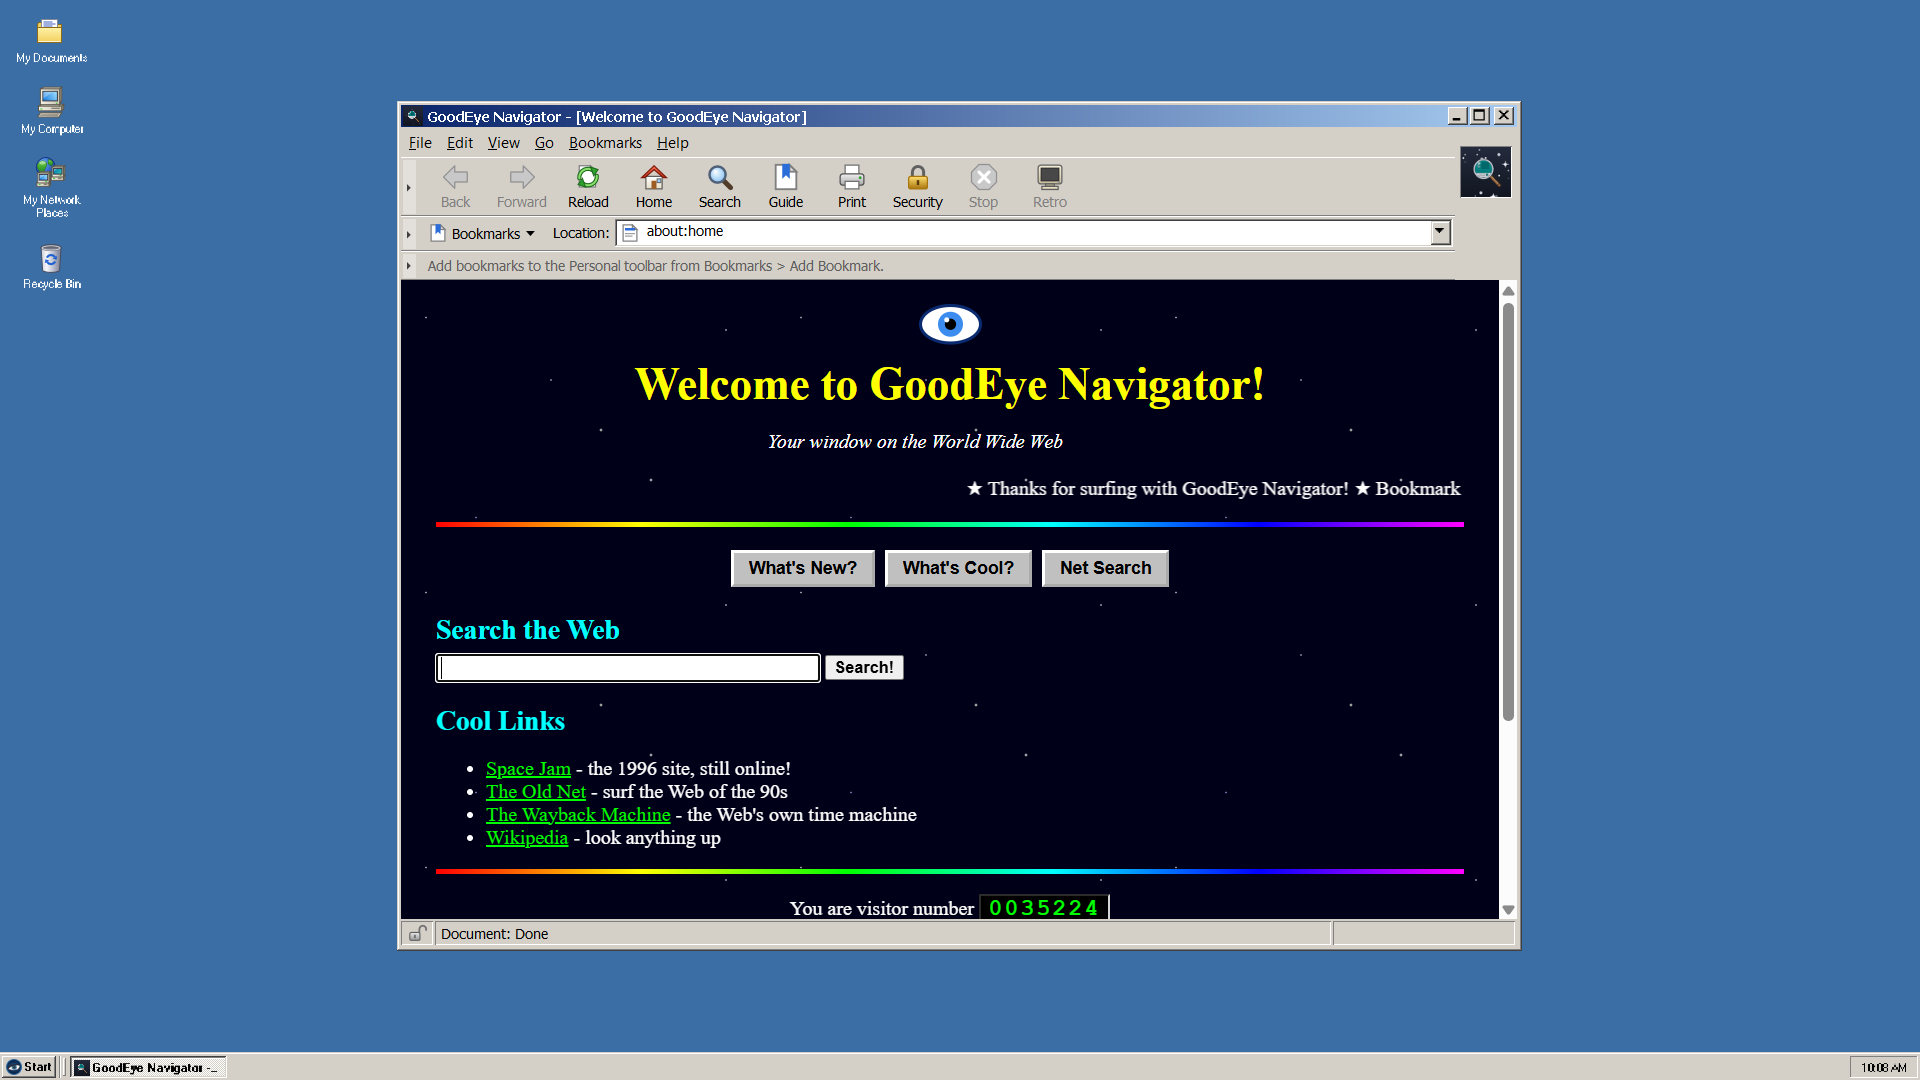 My Documents
My Computer
My Network
Places
Recycle Bin
GoodEye Navigator - [Welcome to GoodEye Navigator]
File Edit View Go Bookmarks Help
Back Forward Reload Home Search Guide Print Security Stop Retro
Bookmarks Location: about:home
Add bookmarks to the Personal toolbar from Bookmarks > Add Bookmark.
Welcome to GoodEye Navigator!
Your window on the World Wide Web
★ Thanks for surfing with GoodEye Navigator! ★ Bookmark
What's New? What's Cool? Net Search
Search the Web
Search!
Cool Links
• Space Jam - the 1996 site, still online!
• The Old Net - surf the Web of the 90s
• The Wayback Machine - the Web's own time machine
• Wikipedia - look anything up
You are visitor number 0035224
Document: Done
Start GoodEye Navigator -... 10:08 AM